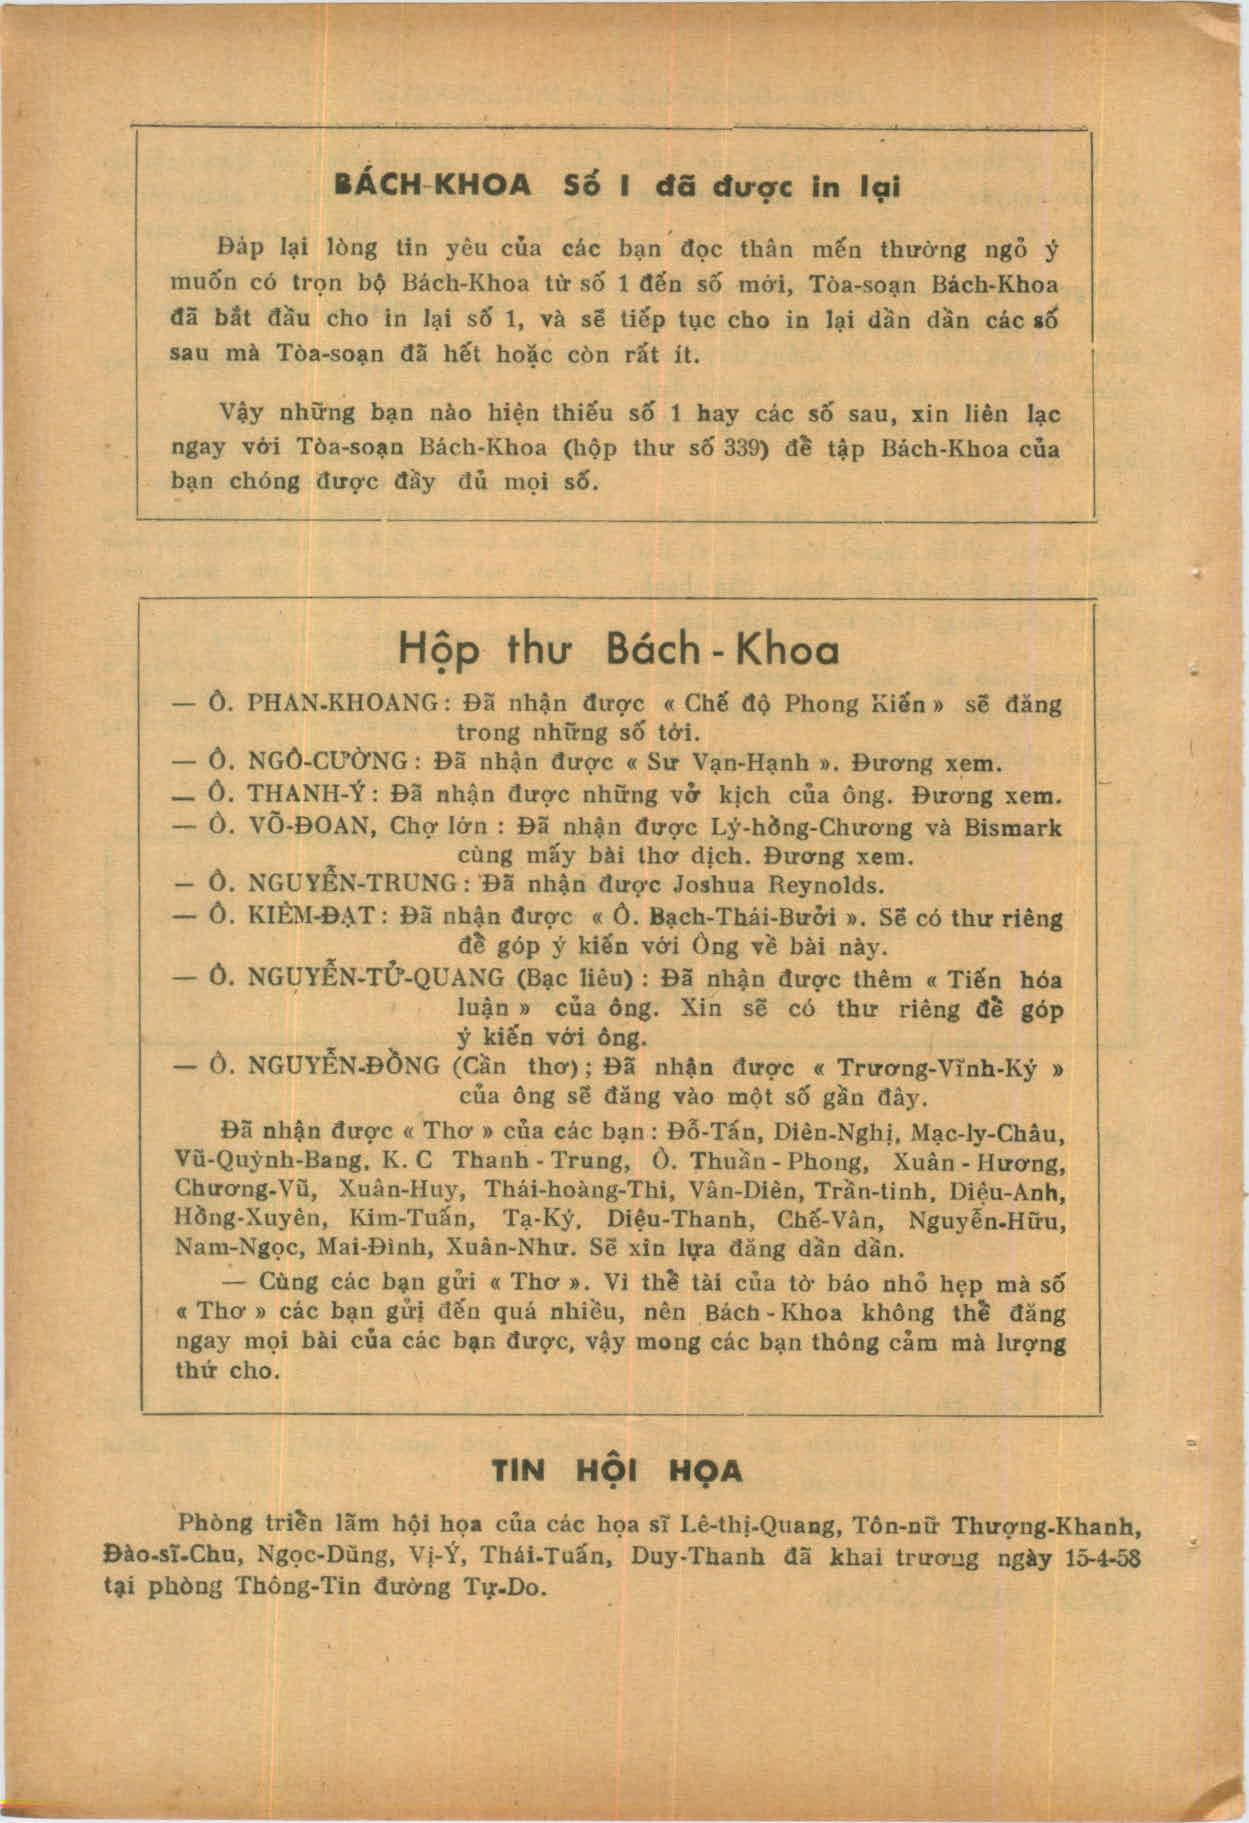 BÁCH-KHOA Số 1 đã được in lại
Đáp lại lòng tin yêu của các bạn đọc thân mến thường ngỏ ý
muốn có trọn bộ Bách-Khoa từ số 1 đến số mới, Tòa-soạn Bách-Khoa
đã bắt đầu cho in lại số 1, và sẽ tiếp tục cho in lại dần dần các số
sau mà Tòa-soạn đã hết hoặc còn rất ít.
Vậy những bạn nào hiện thiếu số 1 hay các số sau, xin liên lạc
ngay với Tòa-soạn Bách-Khoa (hộp thư số 339) để tập Bách-Khoa của
bạn chóng được đầy đủ mọi số.
Hộp thư Bách - Khoa
— Ô. PHAN-KHOANG : Đã nhận được « Chế độ Phong Kiến » sẽ đăng
trong những số tới.
— Ô. NGÔ-CƯỜNG : Đã nhận được « Sư Vạn-Hạnh ». Đương xem.
— Ô. THANH-Ý : Đã nhận được những vở kịch của ông. Đương xem.
— Ô. VÕ-ĐOAN, Chợ lớn : Đã nhận được Lý-hồng-Chương và Bismark
cùng mấy bài thơ dịch. Đương xem.
— Ô. NGUYỄN-TRUNG : Đã nhận được Joshua Reynolds.
— Ô. KIÊM-ĐẠT : Đã nhận được « Ô. Bạch-Thái-Bưởi ». Sẽ có thư riêng
để góp ý kiến với Ông về bài này.
— Ô. NGUYỄN-TỬ-QUANG (Bạc liêu) : Đã nhận được thêm « Tiến hóa
luận » của ông. Xin sẽ có thư riêng để góp
ý kiến với ông.
— Ô. NGUYỄN-ĐỒNG (Cần thơ) ; Đã nhận được « Trương-Vĩnh-Ký »
của ông sẽ đăng vào một số gần đây.
Đã nhận được « Thơ » của các bạn : Đỗ-Tấn, Diên-Nghị, Mạc-ly-Châu,
Vũ-Quỳnh-Bang, K. C Thanh - Trung, Ô. Thuần - Phong, Xuân - Hương,
Chương-Vũ, Xuân-Huy, Thái-hoàng-Thi, Vân-Diên, Trần-tinh, Diệu-Anh,
Hồng-Xuyên, Kim-Tuấn, Tạ-Ký, Diệu-Thanh, Chế-Vân, Nguyễn-Hữu,
Nam-Ngọc, Mai-Đình, Xuân-Như. Sẽ xin lựa đăng dần dần.
— Cùng các bạn gửi « Thơ ». Vì thể tài của tờ báo nhỏ hẹp mà số
« Thơ » các bạn gửi đến quá nhiều, nên Bách - Khoa không thể đăng
ngay mọi bài của các bạn được, vậy mong các bạn thông cảm mà lượng
thứ cho.
TIN HỘI HỌA
Phòng triển lãm hội họa của các họa sĩ Lê-thị-Quang, Tôn-nữ Thượng-Khanh,
Đào-sĩ-Chu, Ngọc-Dũng, Vị-Ý, Thái-Tuấn, Duy-Thanh đã khai trương ngày 15-4-58
tại phòng Thông-Tin đường Tự-Do.